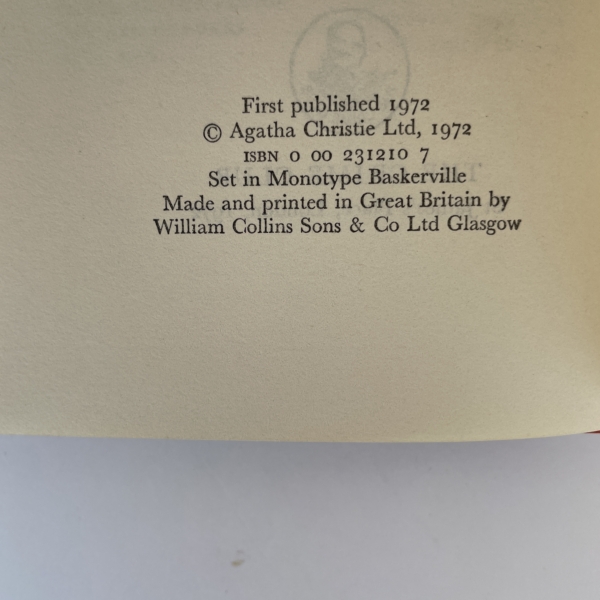 First published 1972
© Agatha Christie Ltd, 1972
ISBN 0 00 231210 7
Set in Monotype Baskerville
Made and printed in Great Britain by
William Collins Sons & Co Ltd Glasgow